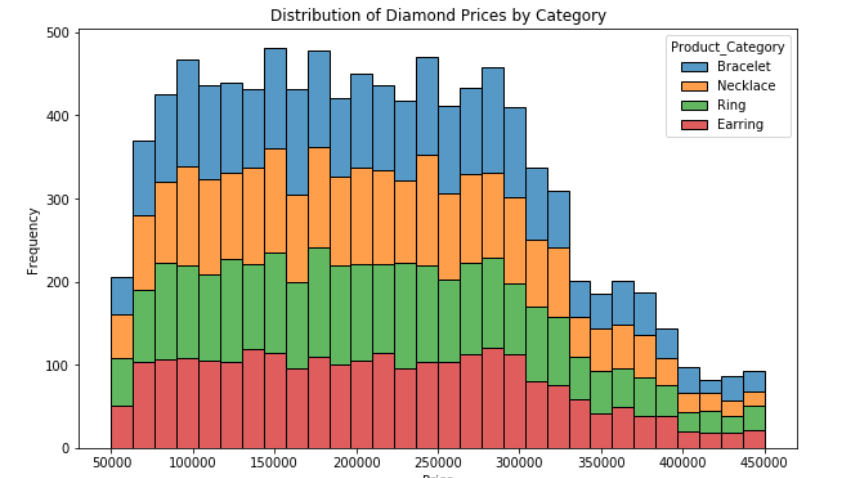 Distribution of Diamond Prices by Category
500
400
300
200
100
0
Frequency
Product_Category
Bracelet
Necklace
Ring
Earring
50000 100000 150000 200000 250000 300000 350000 400000 450000